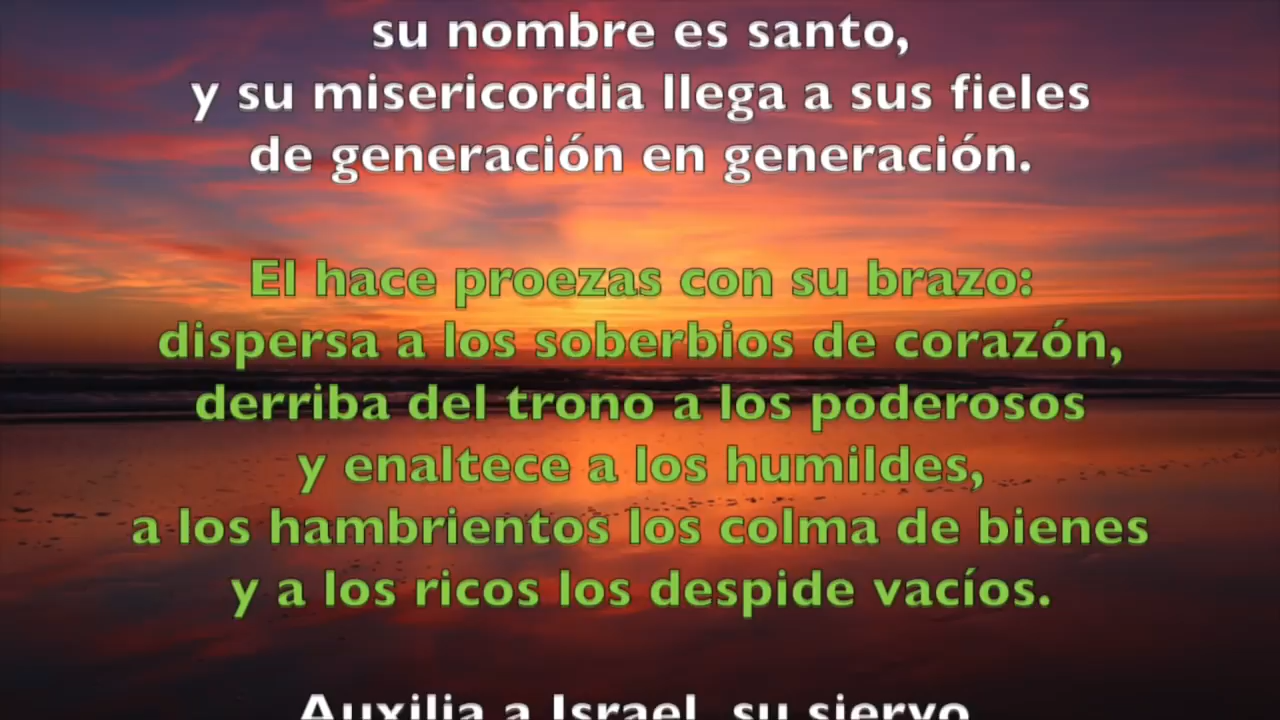 su nombre es santo,
y su misericordia llega a sus fieles
de generación en generación.
El hace proezas con su brazo:
dispersa a los soberbios de corazón,
derriba del trono a los poderosos
y enaltece a los humildes,
a los hambrientos los colma de bienes
y a los ricos los despide vacíos.
Auxilia a Israel, su siervo